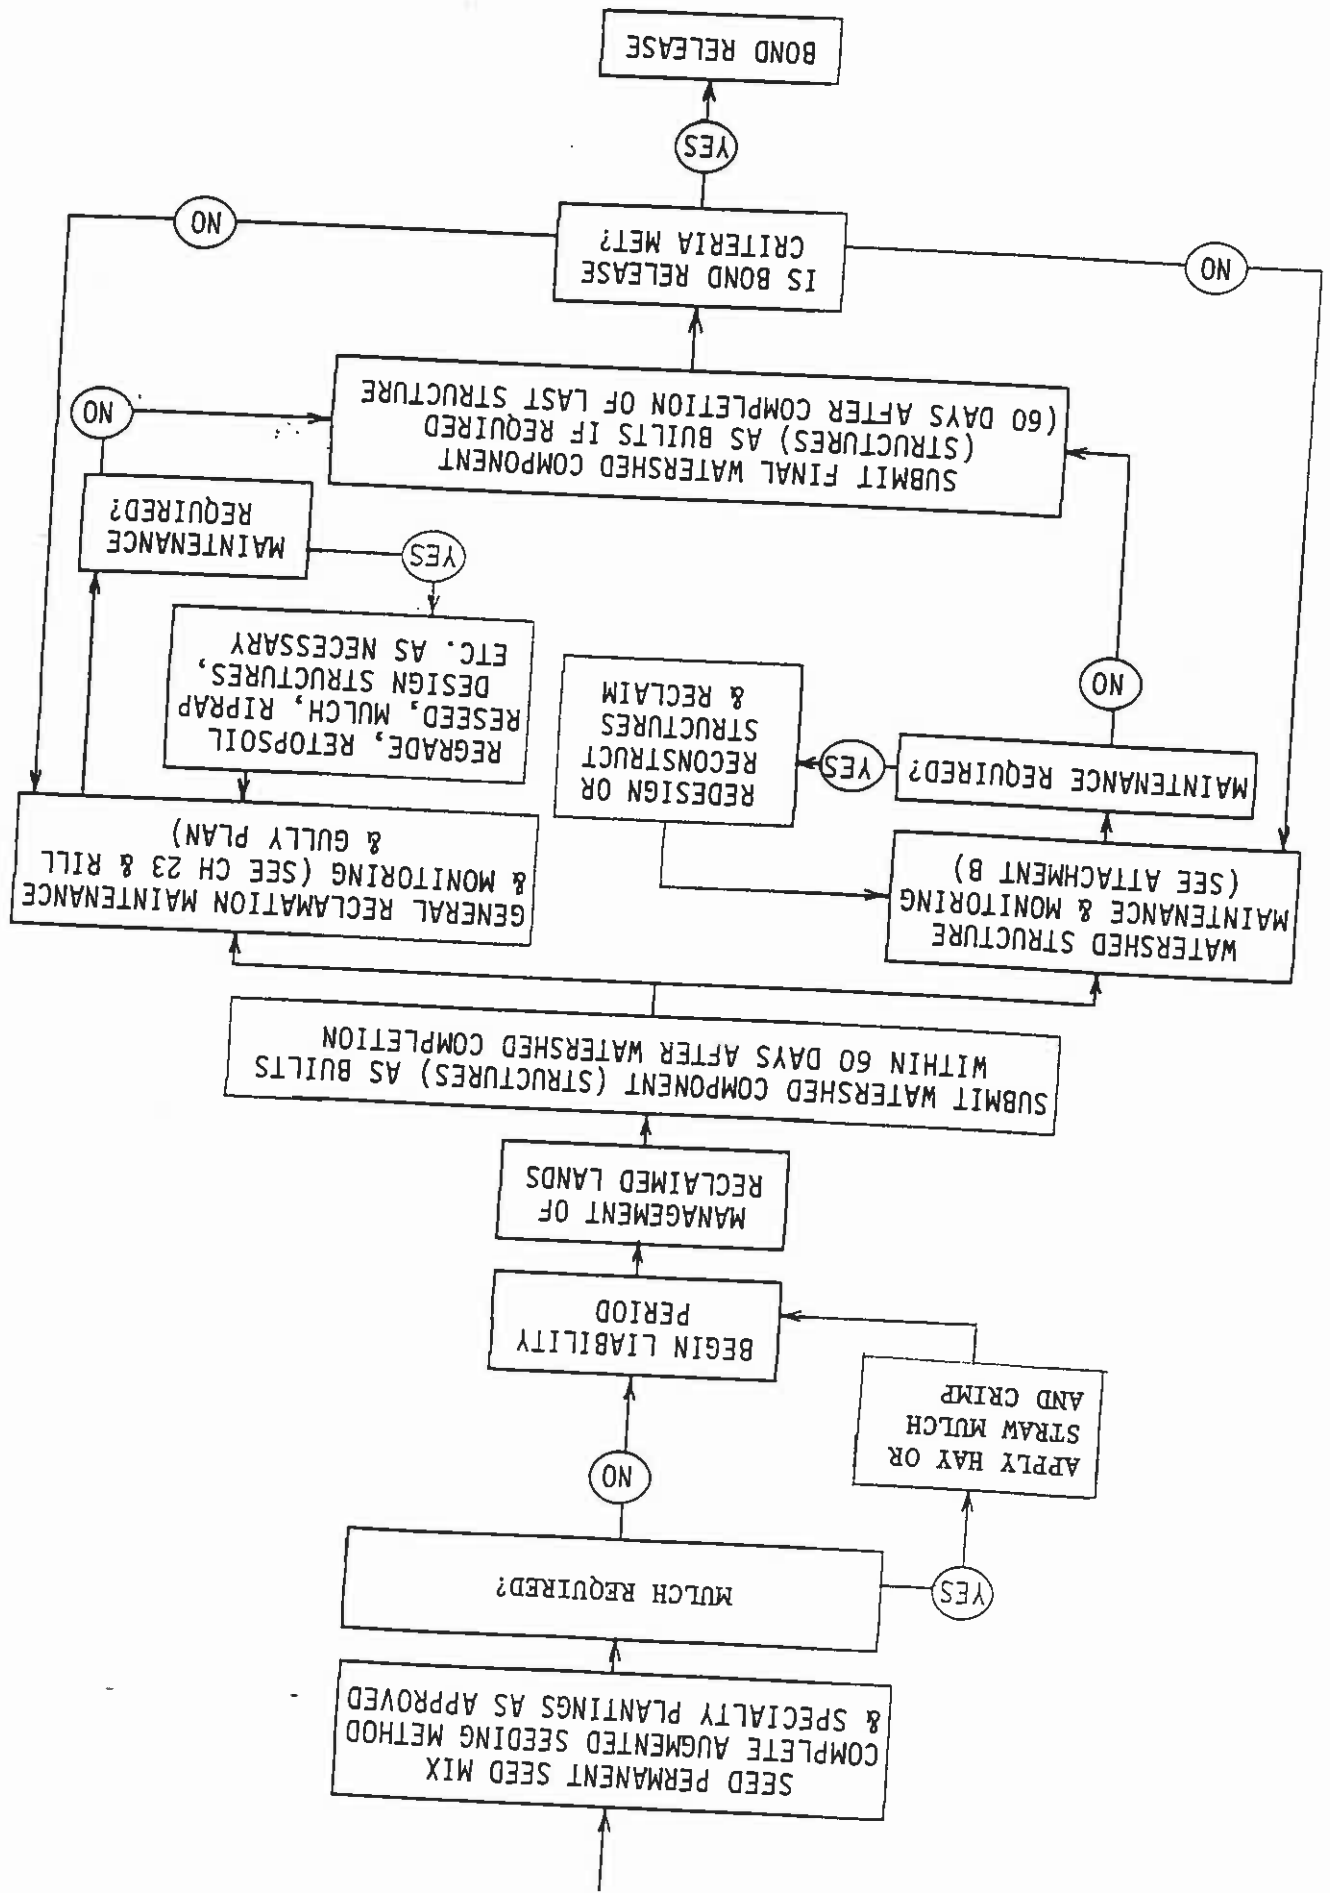 SEED PERMANENT SEED MIX
COMPLETE AUGMENTED SEEDING METHOD
& SPECIALTY PLANTINGS AS APPROVED
MULCH REQUIRED?
YES
NO
APPLY HAY OR
STRAW MULCH
AND CRIMP
BEGIN LIABILITY
PERIOD
MANAGEMENT OF
RECLAIMED LANDS
SUBMIT WATERSHED COMPONENT (STRUCTURES) AS BUILTS
WITHIN 60 DAYS AFTER WATERSHED COMPLETION
WATERSHED STRUCTURE
MAINTENANCE & MONITORING
(SEE ATTACHMENT B)
GENERAL RECLAMATION MAINTENANCE
& MONITORING (SEE CH 23 & RILL
& GULLY PLAN)
MAINTENANCE REQUIRED?
YES
REDESIGN OR
RECONSTRUCT
STRUCTURES
& RECLAIM
REGRADE, RETOPSOIL
RESEED, MULCH, RIPRAP
DESIGN STRUCTURES,
ETC. AS NECESSARY
NO
YES
MAINTENANCE
REQUIRED?
NO
SUBMIT FINAL WATERSHED COMPONENT
(STRUCTURES) AS BUILTS IF REQUIRED
(60 DAYS AFTER COMPLETION OF LAST STRUCTURE
IS BOND RELEASE
CRITERIA MET?
NO
NO
YES
BOND RELEASE